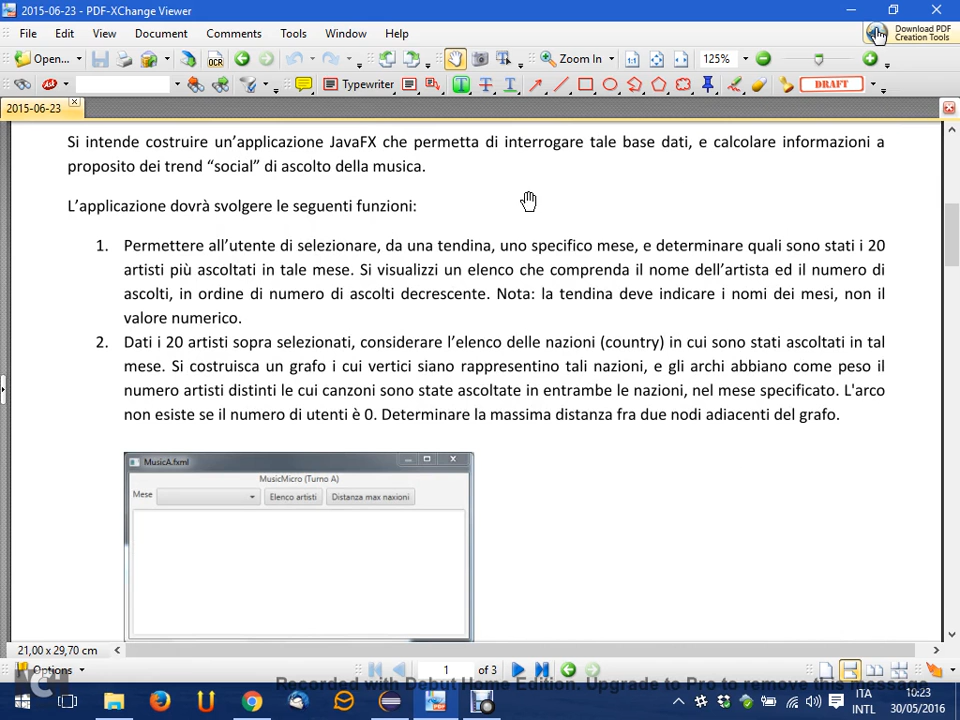 2015-06-23 - PDF-XChange Viewer
File Edit View Document Comments Tools Window Help
Download PDF
Creation Tools
Open...
OCR
Zoom In
125%
Typewriter
DRAFT
2015-06-23
Si intende costruire un'applicazione JavaFX che permetta di interrogare tale base dati, e calcolare informazioni a
proposito dei trend “social” di ascolto della musica.
L'applicazione dovrà svolgere le seguenti funzioni:
1. Permettere all'utente di selezionare, da una tendina, uno specifico mese, e determinare quali sono stati i 20
artisti più ascoltati in tale mese. Si visualizzi un elenco che comprenda il nome dell'artista ed il numero di
ascolti, in ordine di numero di ascolti decrescente. Nota: la tendina deve indicare i nomi dei mesi, non il
valore numerico.
2. Dati i 20 artisti sopra selezionati, considerare l'elenco delle nazioni (country) in cui sono stati ascoltati in tal
mese. Si costruisca un grafo i cui vertici siano rappresentino tali nazioni, e gli archi abbiano come peso il
numero artisti distinti le cui canzoni sono state ascoltate in entrambe le nazioni, nel mese specificato. L'arco
non esiste se il numero di utenti è 0. Determinare la massima distanza fra due nodi adiacenti del grafo.
MusicA.fxml
MusicMicro (Turno A)
Mese Elenco artisti Distanza max naxioni
21,00 x 29,70 cm
Options 1 of 3
Recorded with Debut Home Edition. Upgrade to Pro to remove this message
ITA 10:23
INTL 30/05/2016